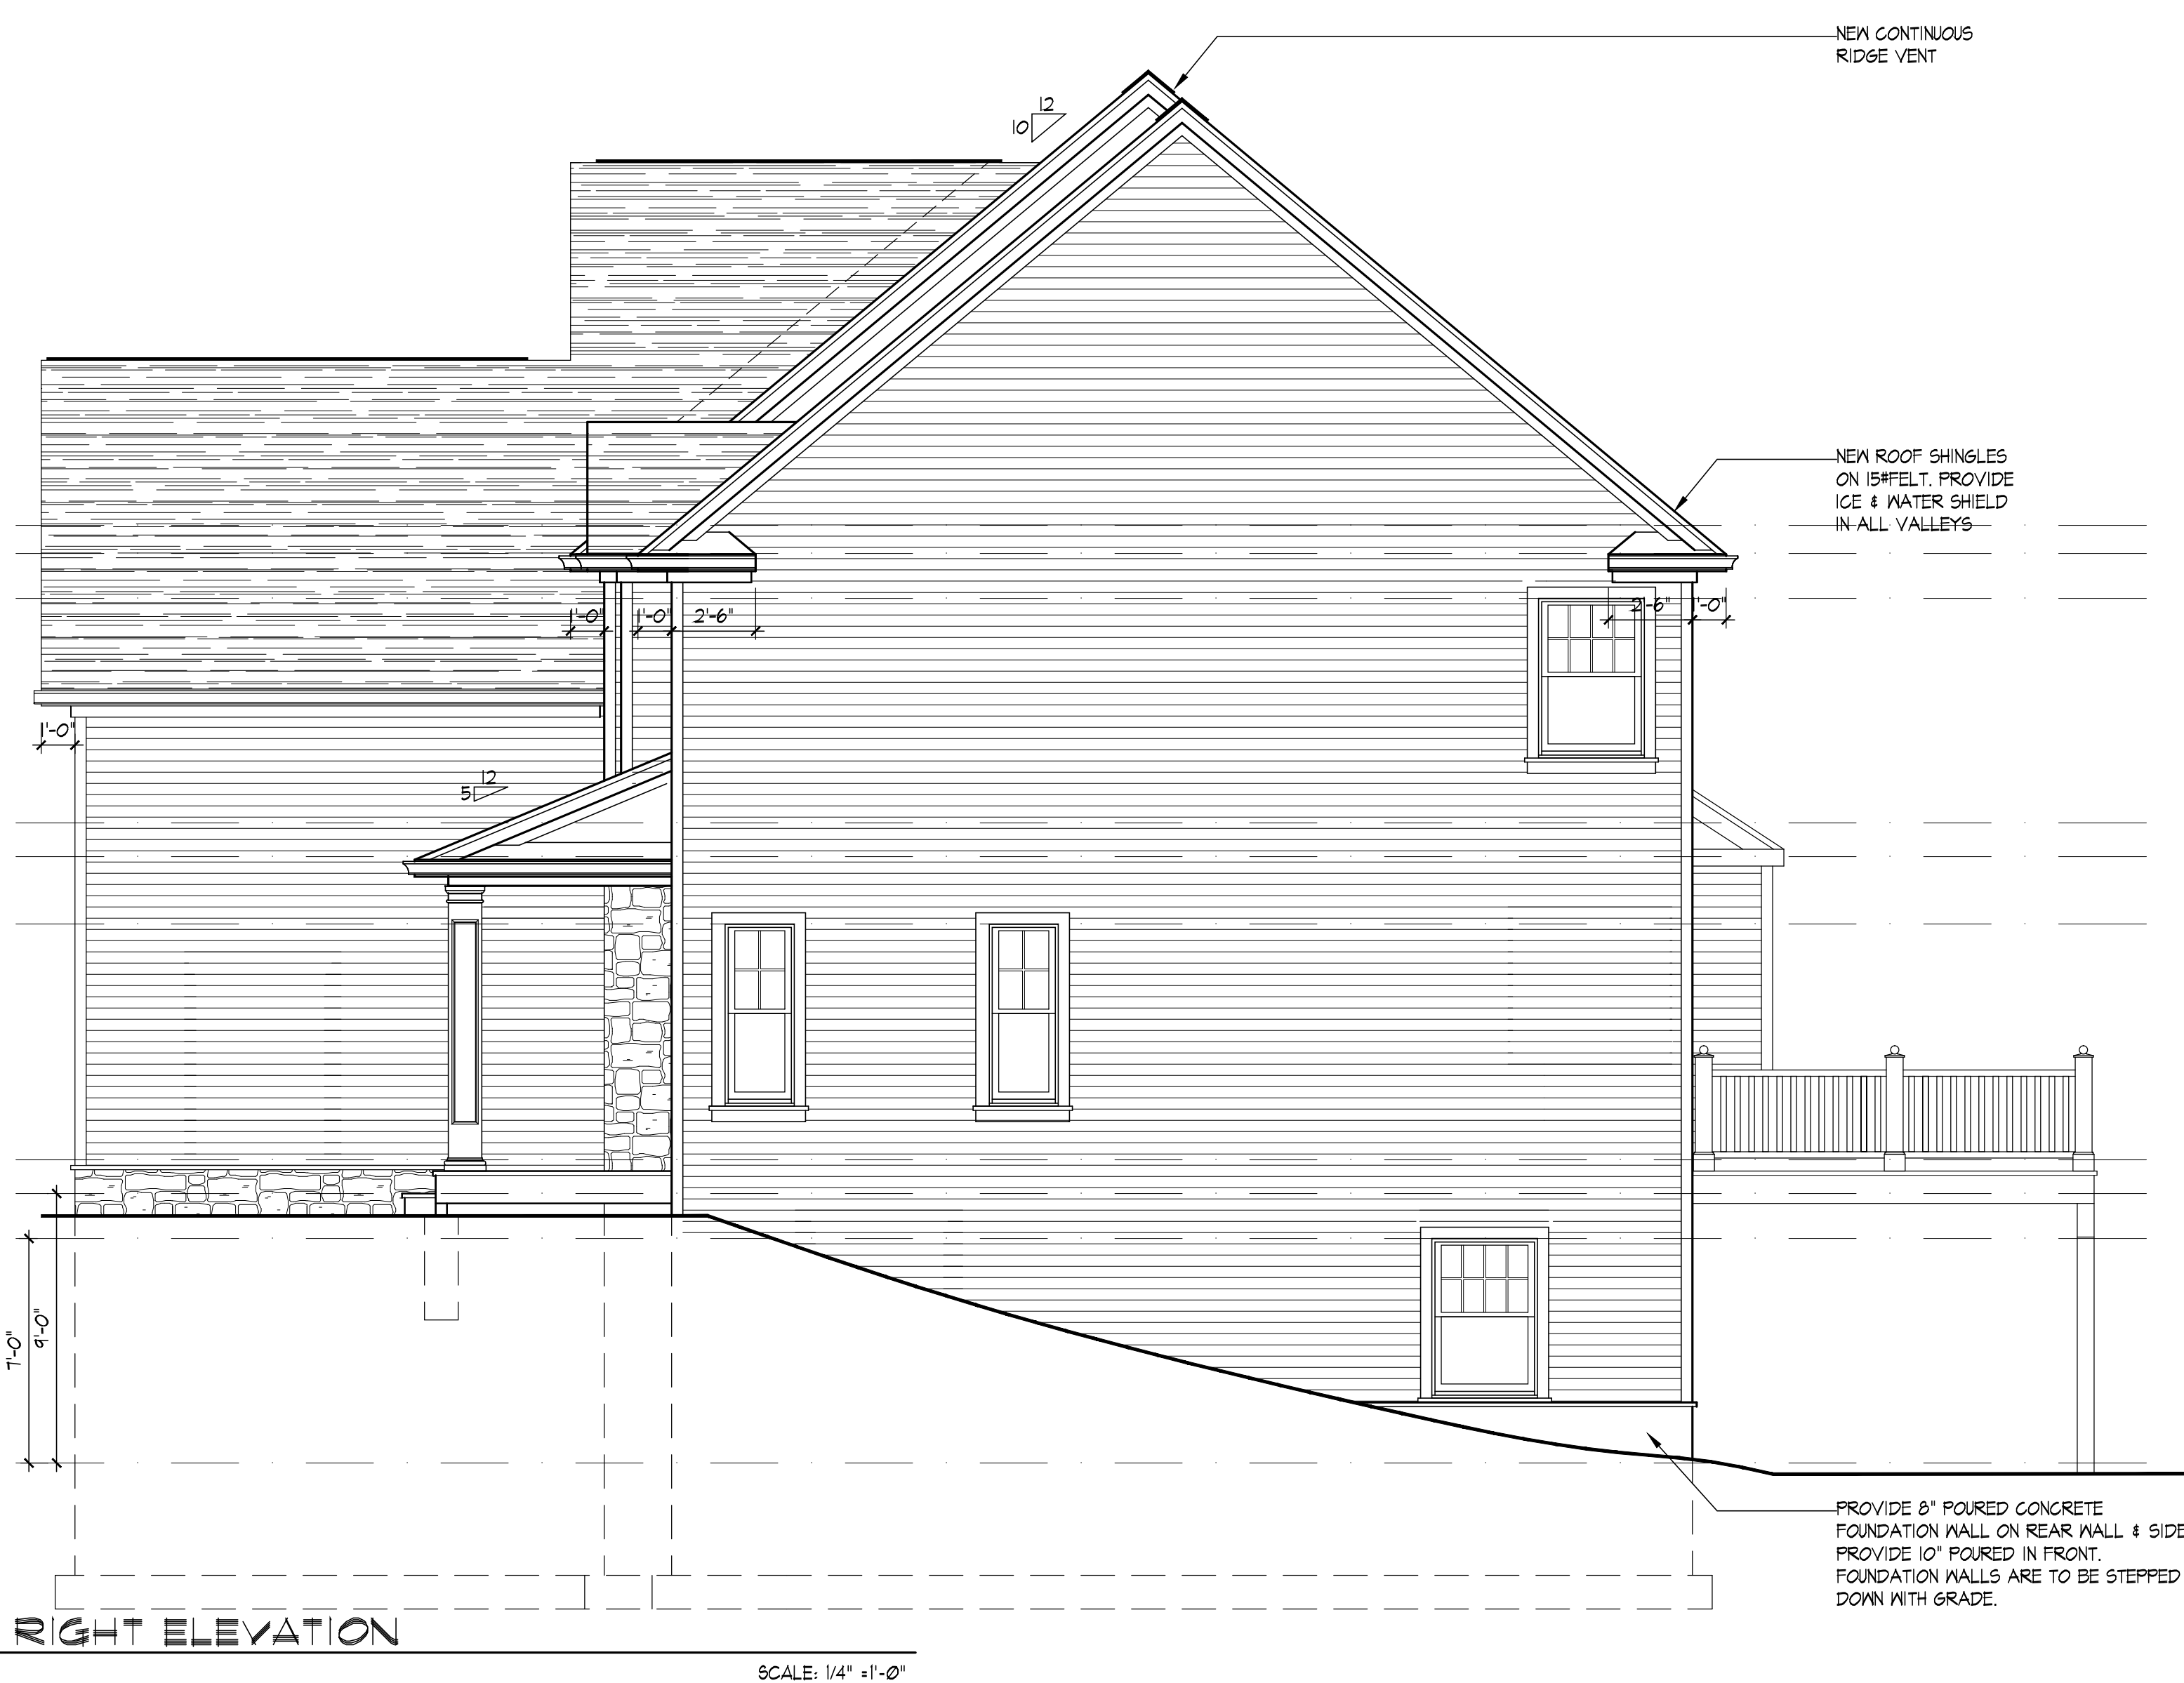 NEW CONTINUOUS
RIDGE VENT
12
10
NEW ROOF SHINGLES
ON 15#FELT. PROVIDE
ICE & WATER SHIELD
IN ALL VALLEYS
1'-0" 1'-0" 2'-6"
2'-6" 1'-0"
1'-0"
12
5
7'-0"
9'-0"
PROVIDE 8" POURED CONCRETE
FOUNDATION WALL ON REAR WALL & SIDE
PROVIDE 10" POURED IN FRONT.
FOUNDATION WALLS ARE TO BE STEPPED
DOWN WITH GRADE.
RIGHT ELEVATION
SCALE: 1/4" =1'-0"